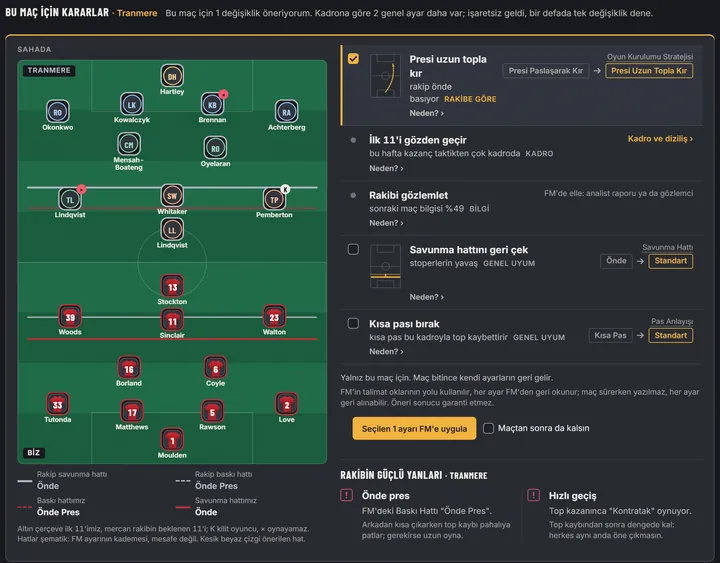 BU MAÇ İÇİN KARARLAR · Tranmere Bu maç için 1 değişiklik öneriyorum. Kadrona göre 2 genel ayar daha var; işaretsiz geldi, bir defada tek değişiklik dene.
SAHADA
TRANMERE
DH
Hartley
RO
Okonkwo
LK
Kowalczyk
KB
Brennan
RA
Achterberg
CM
Mensah-
Boateng
RO
Oyelaran
TL
Lindqvist
SW
Whitaker
TP
K
Pemberton
LL
Lindqvist
13
Stockton
39
Woods
11
Sinclair
23
Walton
16
Borland
6
Coyle
33
Tutonda
17
Matthews
5
Rawson
2
Love
1
Moulden
BİZ
Rakip savunma hattı
Önde
Rakip baskı hattı
Önde Pres
Baskı hattımız
Önde Pres
Savunma hattımız
Önde
Altın çerçeve ilk 11'imiz, mercan rakibin beklenen 11'i; K kilit oyuncu, × oynayamaz.
Hatlar şematik: FM ayarının kademesi, mesafe değil. Kesik beyaz çizgi önerilen hat.
Presi uzun topla
kır
rakip önde
basıyor RAKİBE GÖRE
Neden? ›
Oyun Kurulumu Stratejisi
Presi Paslaşarak Kır → Presi Uzun Topla Kır
İlk 11'i gözden geçir
bu hafta kazanç taktikten çok kadroda KADRO
Neden? ›
Kadro ve diziliş ›
Rakibi gözlemlet
sonraki maç bilgisi %49 BİLGİ
Neden? ›
FM'de elle: analist raporu ya da gözlemci
Savunma hattını geri çek
stoperlerin yavaş GENEL UYUM
Neden? ›
Savunma Hattı
Önde → Standart
Kısa pası bırak
kısa pas bu kadroyla top kaybettirir GENEL UYUM
Neden? ›
Pas Anlayışı
Kısa Pas → Standart
Yalnız bu maç için. Maç bitince kendi ayarların geri gelir.
FM'in talimat oklarının yolu kullanılır, her ayar FM'den geri okunur; maç sürerken yazılmaz, her ayar
geri alınabilir. Öneri sonucu garanti etmez.
Seçilen 1 ayarı FM'e uygula
Maçtan sonra da kalsın
RAKİBİN GÜÇLÜ YANLARI · TRANMERE
! Önde pres
FM'deki Baskı Hattı "Önde Pres".
Arkadan kısa çıkarken top kaybı pahalıya
patlar; gerekirse uzun oyna.
! Hızlı geçiş
Top kazanınca "Kontratak" oynuyor.
Top kaybından sonra dengede kal:
herkes aynı anda öne çıkmasın.